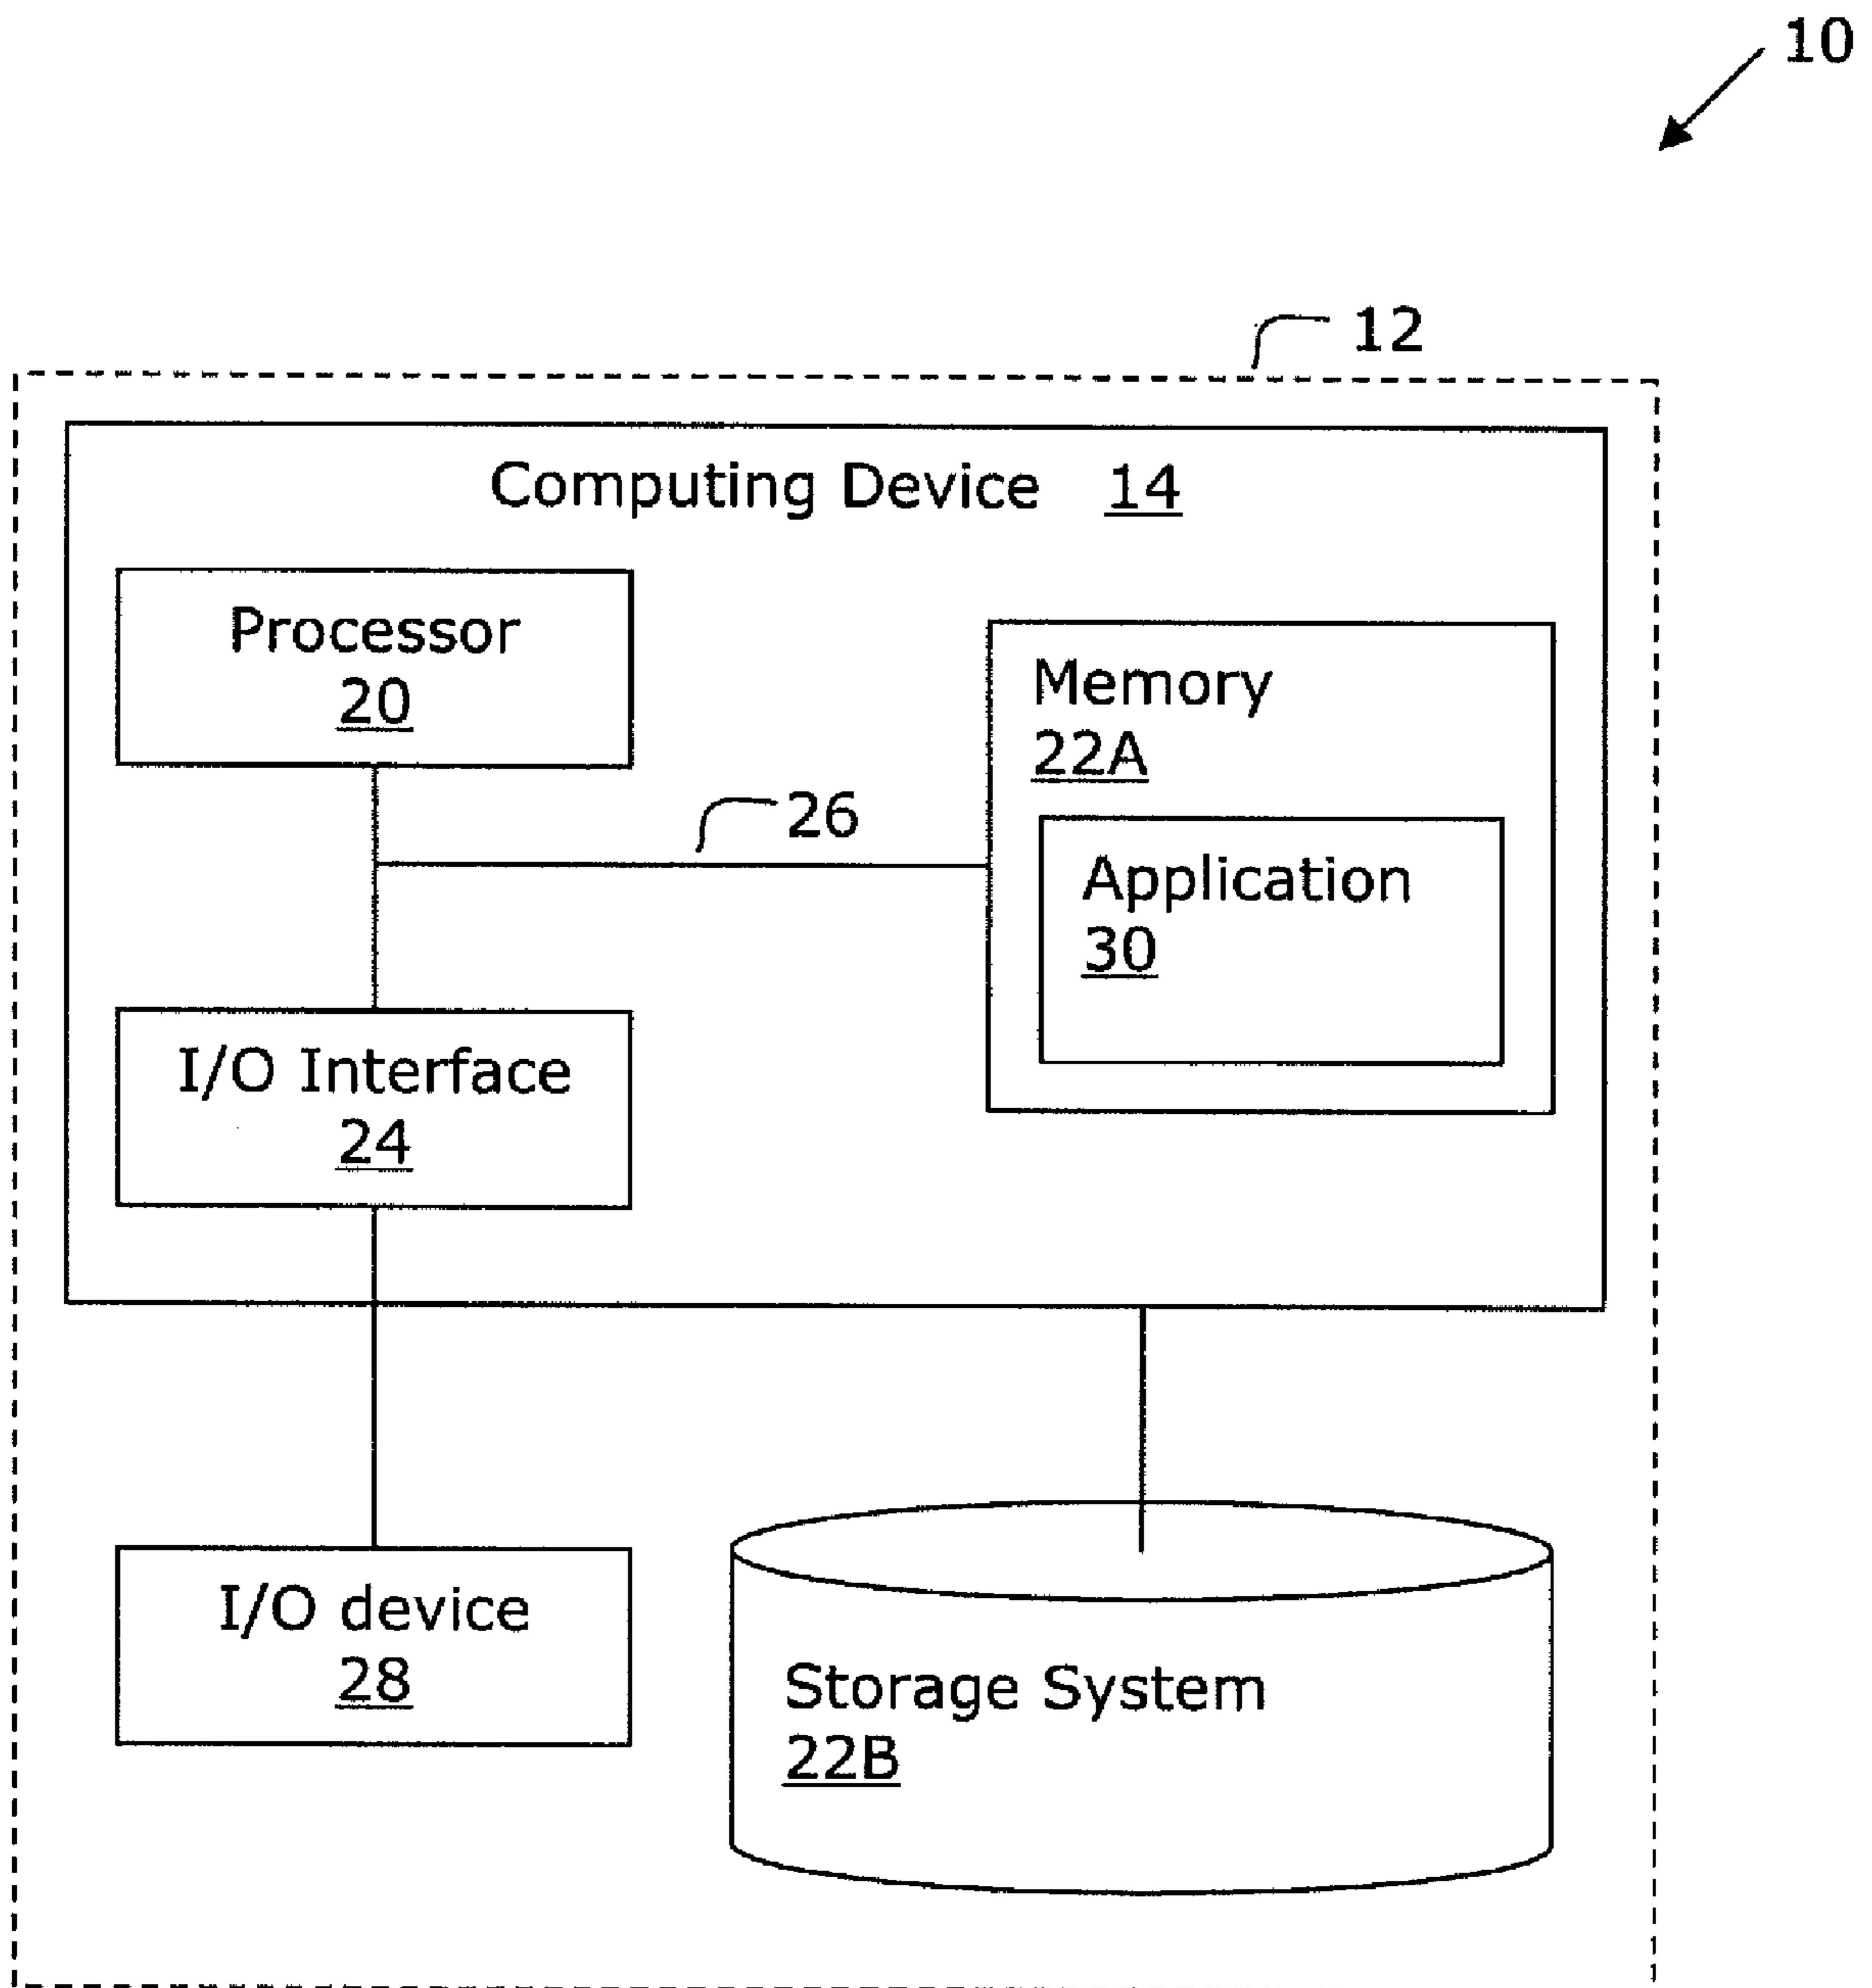 10
12
Computing Device 14
Processor
20
Memory
22A
26
Application
30
I/O Interface
24
I/O device
28
Storage System
22B